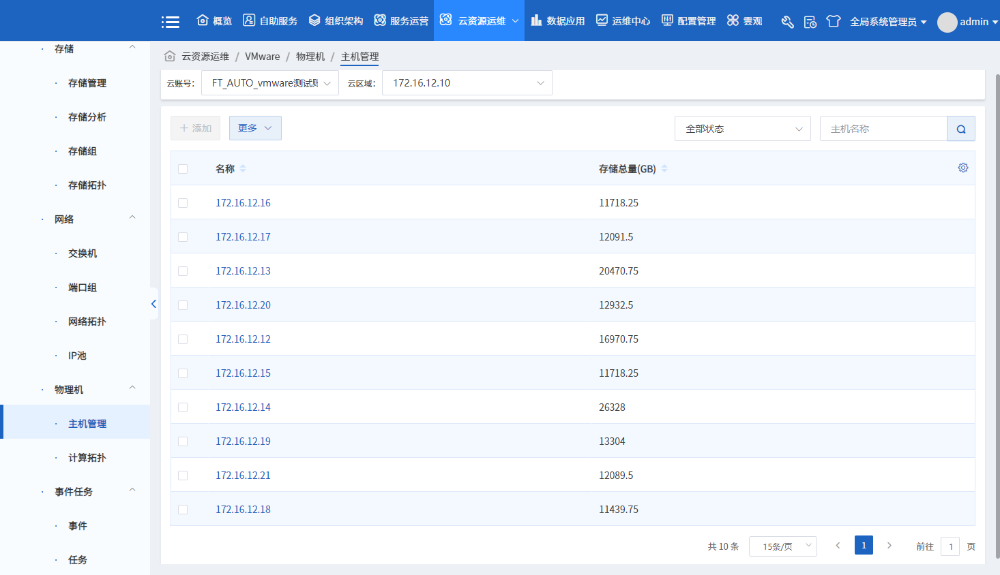 概览 自助服务 组织架构 服务运营 云资源运维 数据应用 运维中心 配置管理 雲观 全局系统管理员 admin
存储
存储管理
存储分析
存储组
存储拓扑
网络
交换机
端口组
网络拓扑
IP池
物理机
主机管理
计算拓扑
事件任务
事件
任务
云资源运维 / VMware / 物理机 / 主机管理
云账号： FT_AUTO_vmware测试 云区域： 172.16.12.10
添加 更多 全部状态 主机名称
名称 存储总量(GB)
172.16.12.16 11718.25
172.16.12.17 12091.5
172.16.12.13 20470.75
172.16.12.20 12932.5
172.16.12.12 16970.75
172.16.12.15 11718.25
172.16.12.14 26328
172.16.12.19 13304
172.16.12.21 12089.5
172.16.12.18 11439.75
共 10 条 15条/页 1 前往 1 页